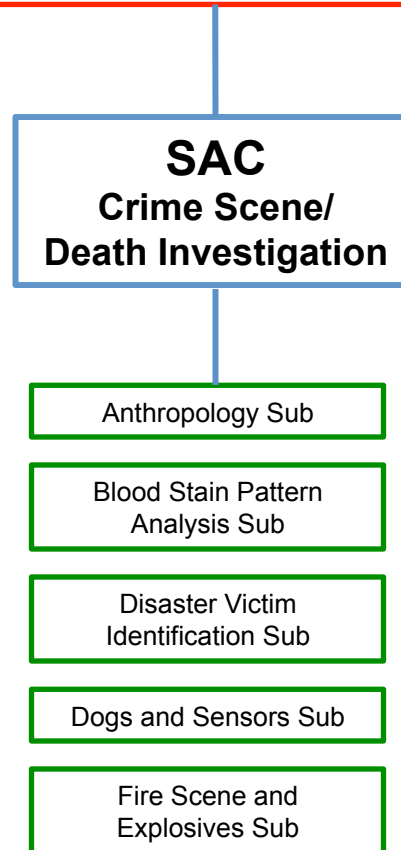 SAC
Crime Scene/
Death Investigation
Anthropology Sub
Blood Stain Pattern
Analysis Sub
Disaster Victim
Identification Sub
Dogs and Sensors Sub
Fire Scene and
Explosives Sub